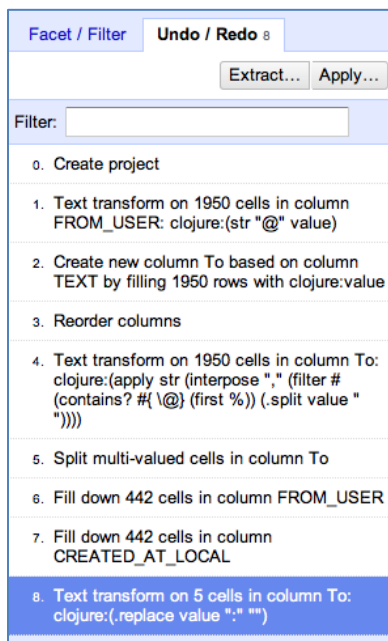 Facet / Filter Undo / Redo 8
Extract... Apply...
Filter:
0. Create project
1. Text transform on 1950 cells in column
FROM_USER: clojure:(str "@" value)
2. Create new column To based on column
TEXT by filling 1950 rows with clojure:value
3. Reorder columns
4. Text transform on 1950 cells in column To:
clojure:(apply str (interpose "," (filter #
(contains? #{ \@} (first %)) (.split value "
"))))
5. Split multi-valued cells in column To
6. Fill down 442 cells in column FROM_USER
7. Fill down 442 cells in column
CREATED_AT_LOCAL
8. Text transform on 5 cells in column To:
clojure:(.replace value ":" "")